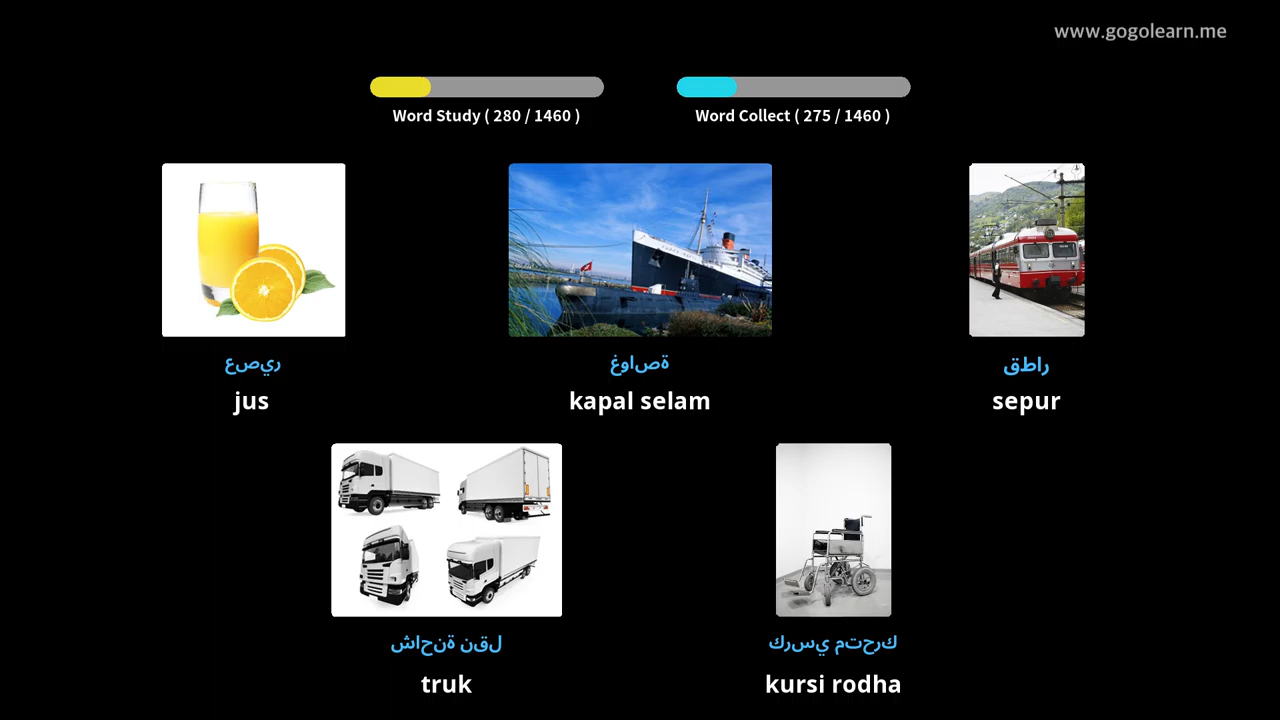 www.gogolearn.me
Word Study ( 280 / 1460 )
Word Collect ( 275 / 1460 )
عصير
jus
غواصة
kapal selam
قطار
sepur
شاحنة نقل
truk
كرسي متحرك
kursi rodha